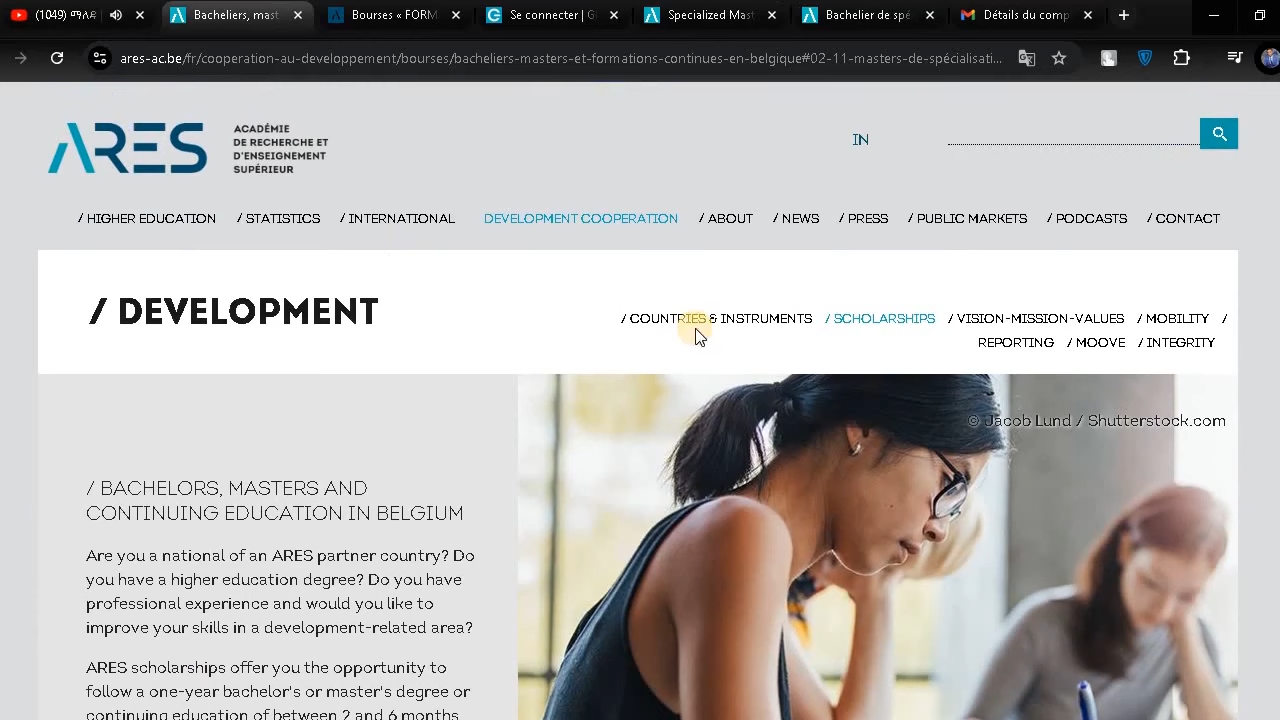 (1049) ማለዳ
Bacheliers, mast
Bourses « FORM
Se connecter | G
Specialized Mast
Bachelier de spé
Détails du comp
ares-ac.be/fr/cooperation-au-developpement/bourses/bacheliers-masters-et-formations-continues-en-belgique#02-11-masters-de-spécialisati...
ARES
ACADÉMIE
DE RECHERCHE ET
D'ENSEIGNEMENT
SUPÉRIEUR
IN
/ HIGHER EDUCATION / STATISTICS / INTERNATIONAL DEVELOPMENT COOPERATION / ABOUT / NEWS / PRESS / PUBLIC MARKETS / PODCASTS / CONTACT
/ DEVELOPMENT
/ COUNTRIES & INSTRUMENTS / SCHOLARSHIPS / VISION-MISSION-VALUES / MOBILITY /
REPORTING / MOOVE / INTEGRITY
© Jacob Lund / Shutterstock.com
/ BACHELORS, MASTERS AND
CONTINUING EDUCATION IN BELGIUM
Are you a national of an ARES partner country? Do
you have a higher education degree? Do you have
professional experience and would you like to
improve your skills in a development-related area?
ARES scholarships offer you the opportunity to
follow a one-year bachelor's or master's degree or
continuing education of between 2 and 6 months